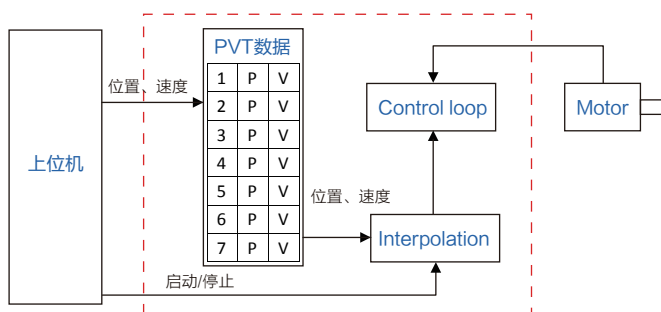 PVT数据
1 P V
2 P V
3 P V
4 P V
5 P V
6 P V
7 P V
位置、速度
上位机
Control loop
Motor
位置、速度
Interpolation
启动/停止